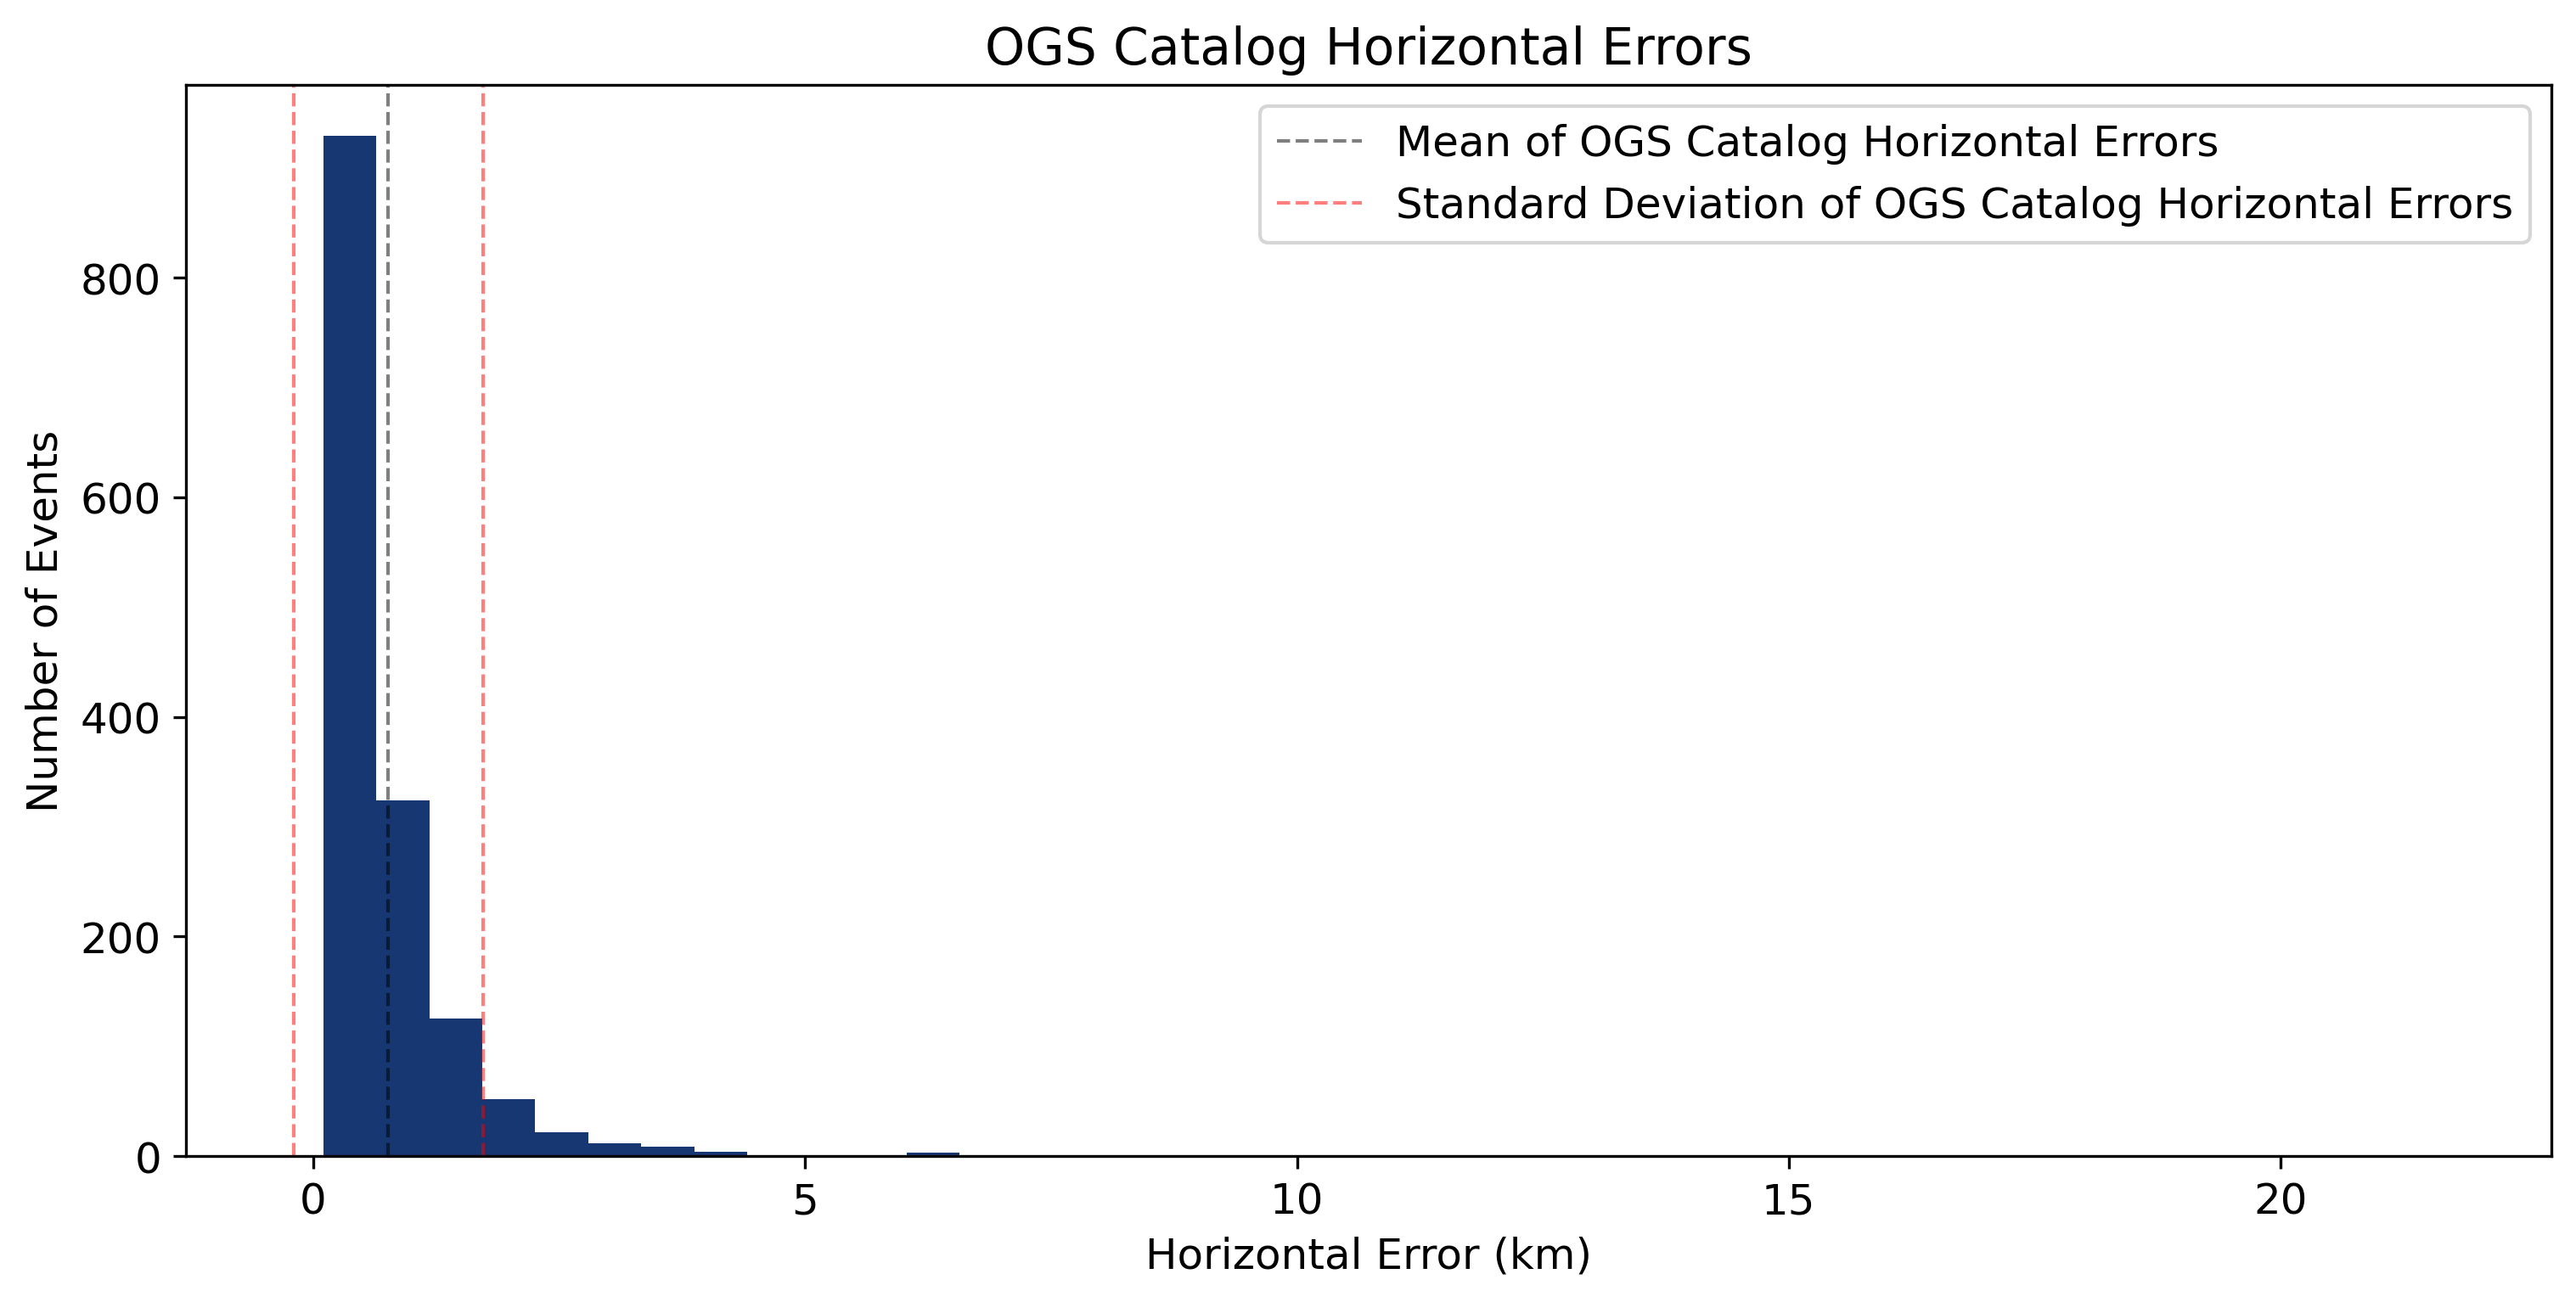 OGS Catalog Horizontal Errors
Mean of OGS Catalog Horizontal Errors
Standard Deviation of OGS Catalog Horizontal Errors
Number of Events
800
600
400
200
0
0 5 10 15 20
Horizontal Error (km)